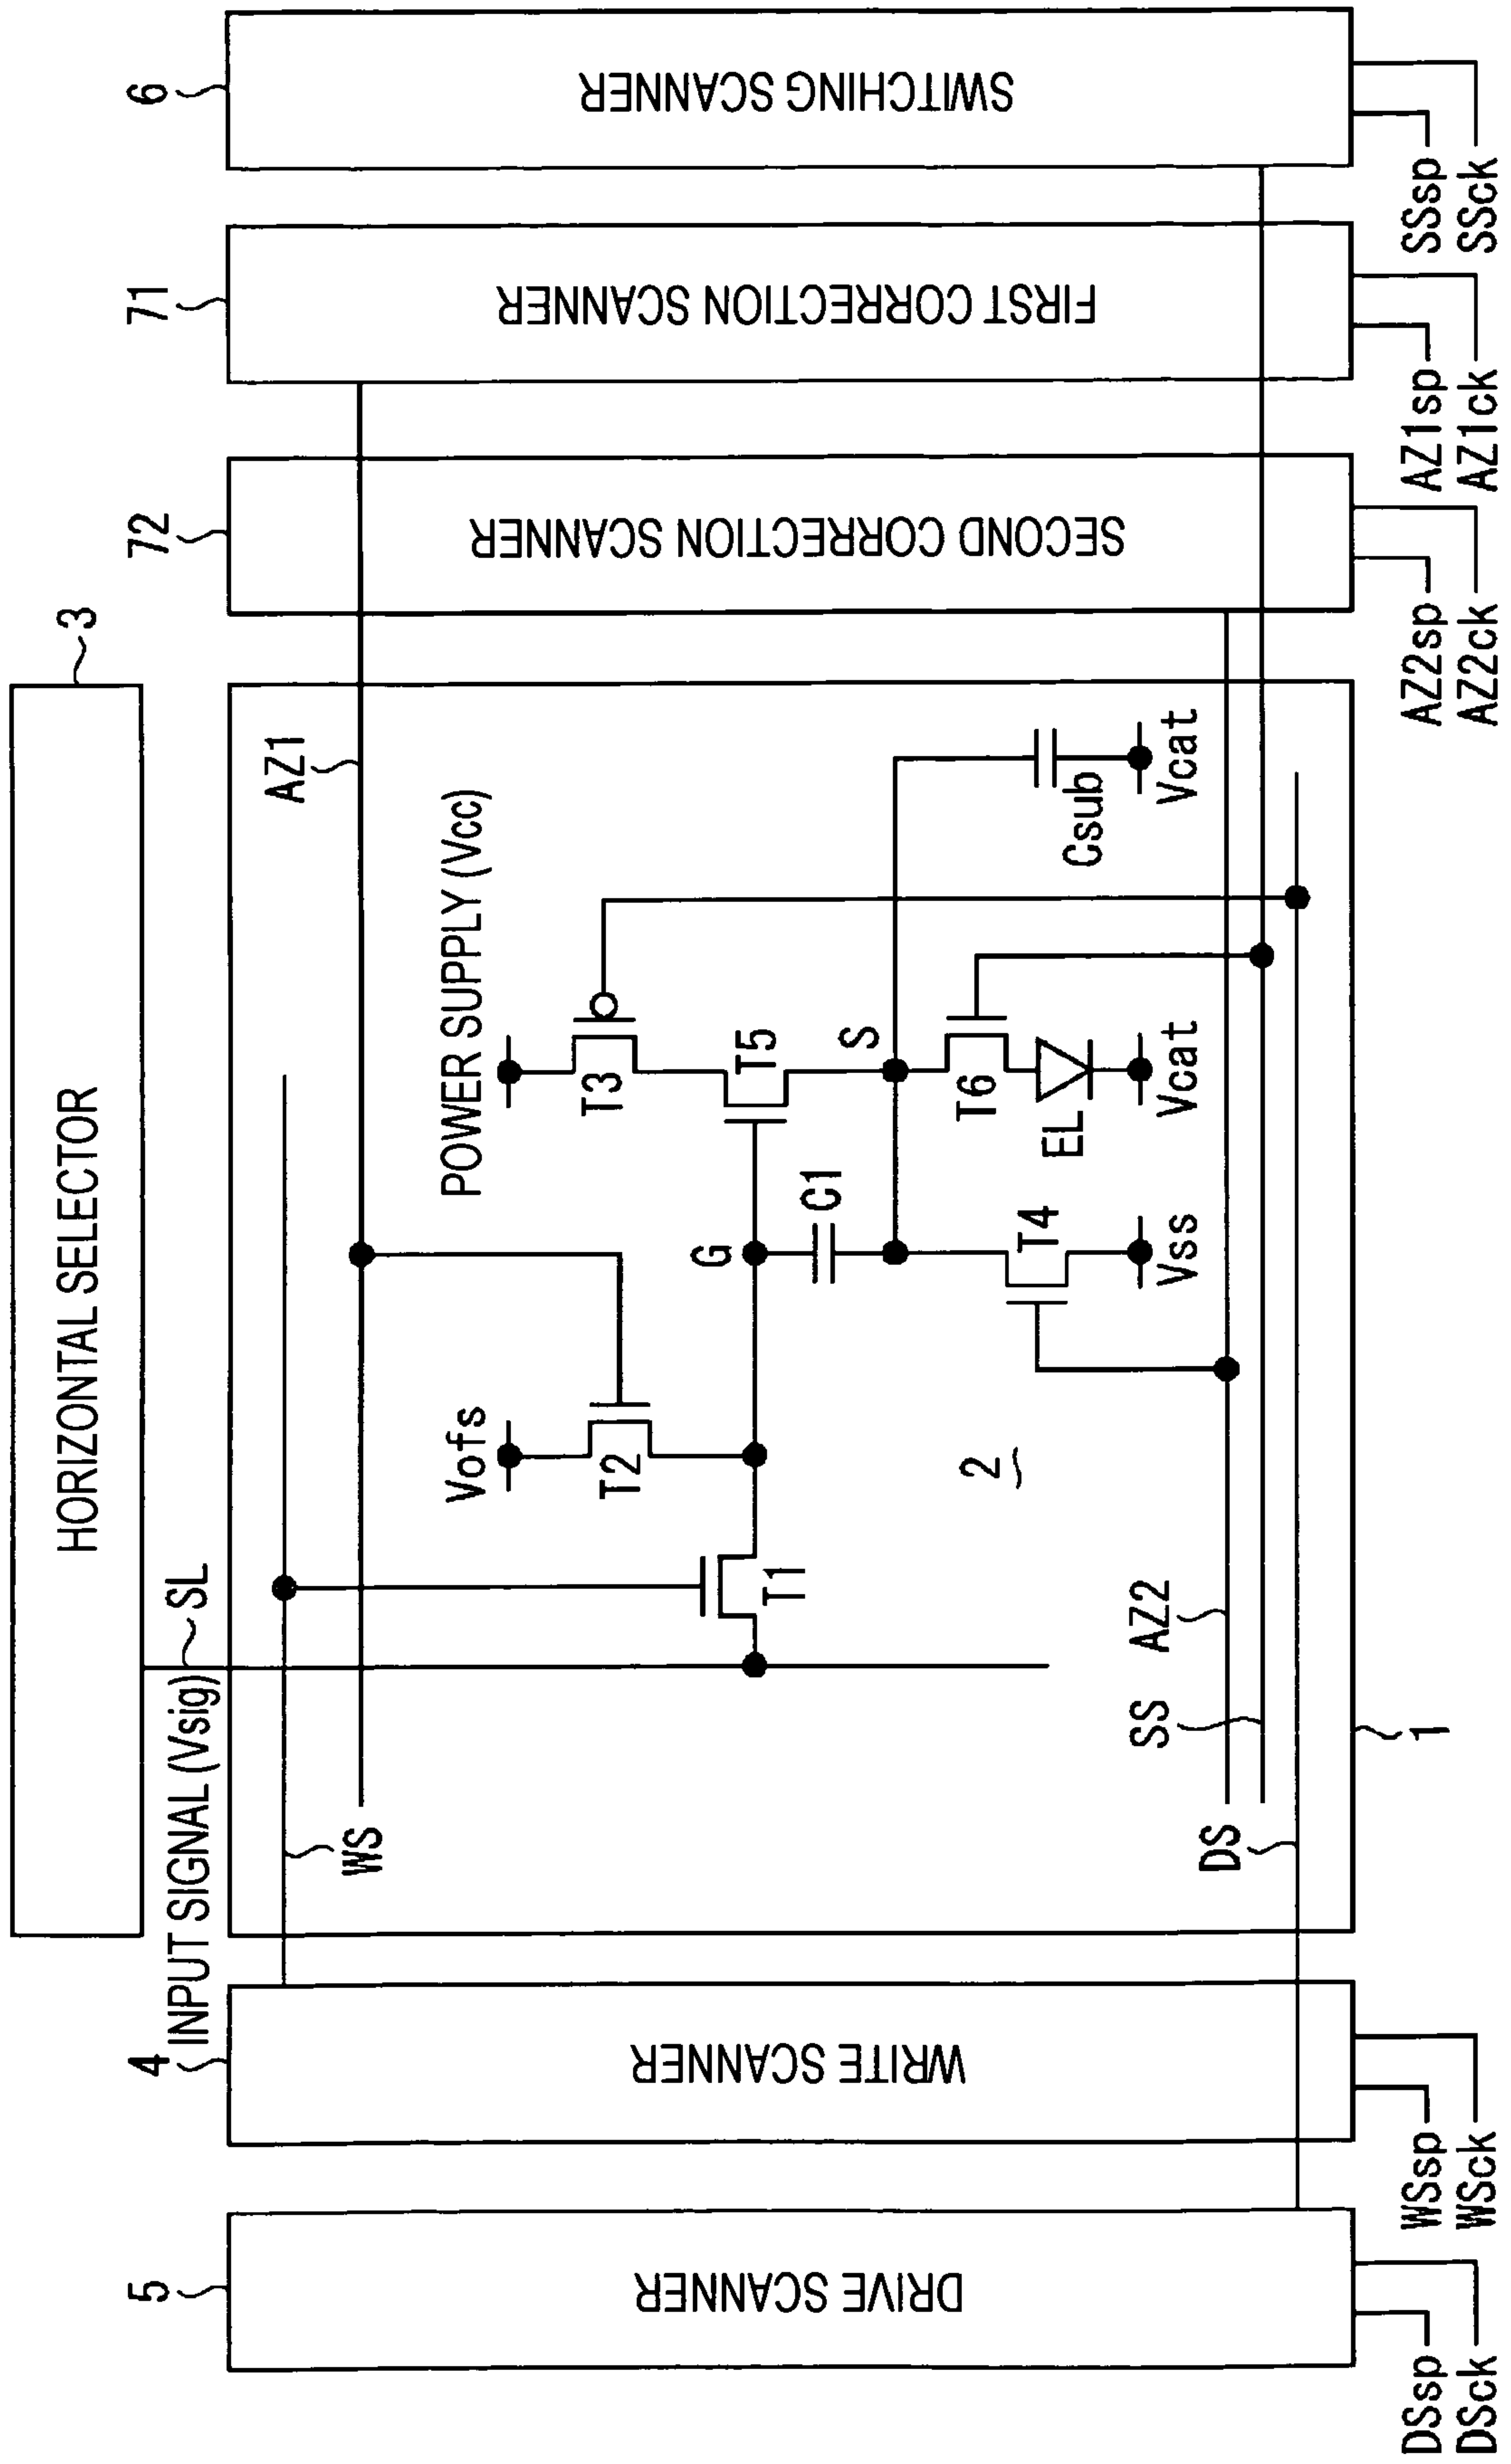 3
HORIZONTAL SELECTOR
5
4
INPUT SIGNAL (Vsig)
SL
72
71
6
DRIVE SCANNER
WRITE SCANNER
SECOND CORRECTION SCANNER
FIRST CORRECTION SCANNER
SWITCHING SCANNER
WS
AZ1
Vofs
POWER SUPPLY (Vcc)
T2
T3
G
T5
T1
C1
S
2
T4
T6
EL
Csub
SS
AZ2
Vss
Vcat
Vcat
DS
1
DSsp
DSck
WSsp
WSck
AZ2sp
AZ2ck
AZ1sp
AZ1ck
SSsp
SSck